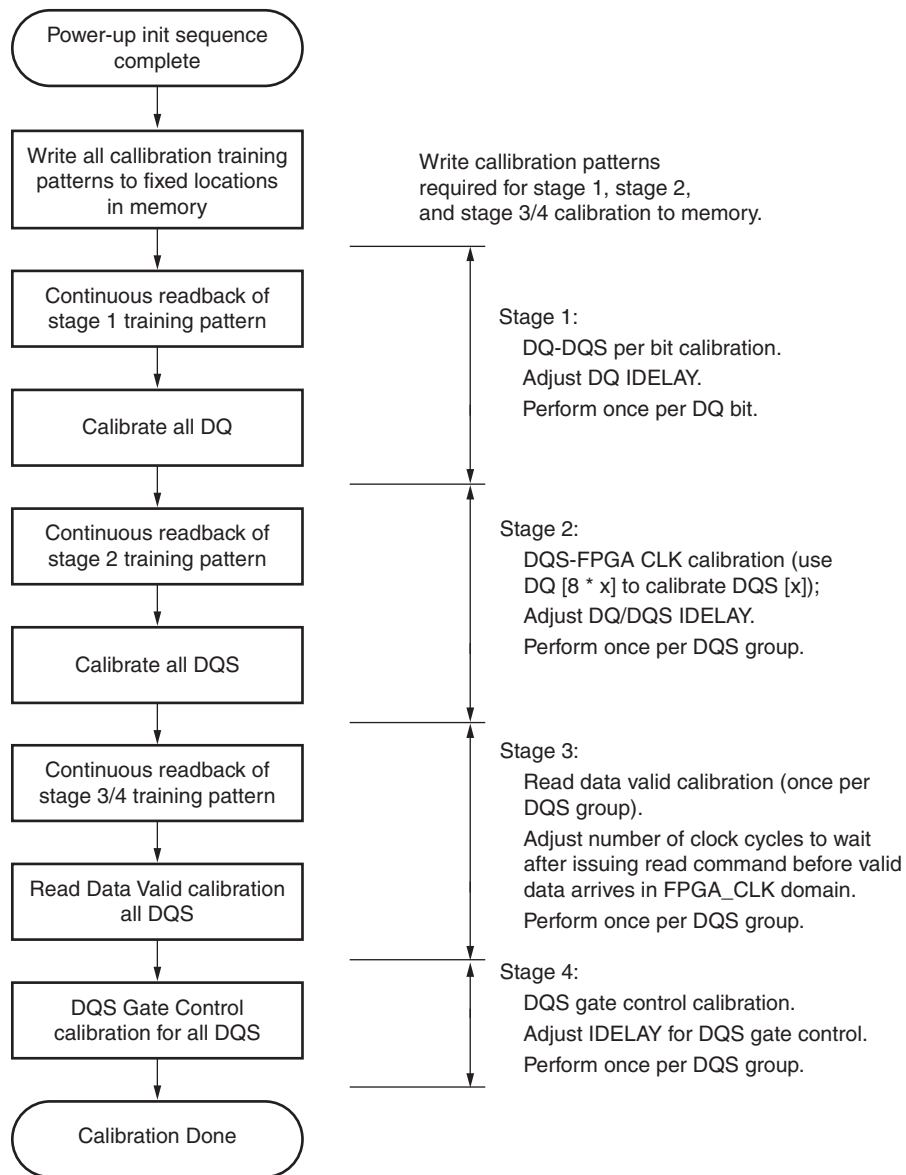 Power-up init sequence
complete
Write all callibration training
patterns to fixed locations
in memory
Write callibration patterns
required for stage 1, stage 2,
and stage 3/4 calibration to memory.
Continuous readback of
stage 1 training pattern
Stage 1:
DQ-DQS per bit calibration.
Adjust DQ IDELAY.
Perform once per DQ bit.
Calibrate all DQ
Continuous readback of
stage 2 training pattern
Stage 2:
DQS-FPGA CLK calibration (use
DQ [8 * x] to calibrate DQS [x]);
Adjust DQ/DQS IDELAY.
Perform once per DQS group.
Calibrate all DQS
Continuous readback of
stage 3/4 training pattern
Stage 3:
Read data valid calibration (once per
DQS group).
Adjust number of clock cycles to wait
after issuing read command before valid
data arrives in FPGA_CLK domain.
Perform once per DQS group.
Read Data Valid calibration
all DQS
DQS Gate Control
calibration for all DQS
Stage 4:
DQS gate control calibration.
Adjust IDELAY for DQS gate control.
Perform once per DQS group.
Calibration Done